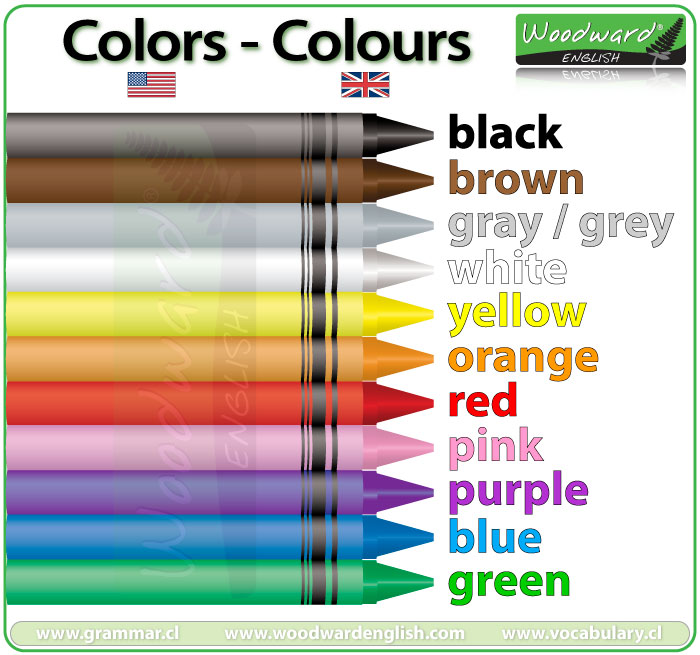 Colors - Colours
Woodward®
ENGLISH
black
brown
gray / grey
white
yellow
orange
red
pink
purple
blue
green
Woodward®
ENGLISH
www.grammar.cl www.woodwardenglish.com www.vocabulary.cl